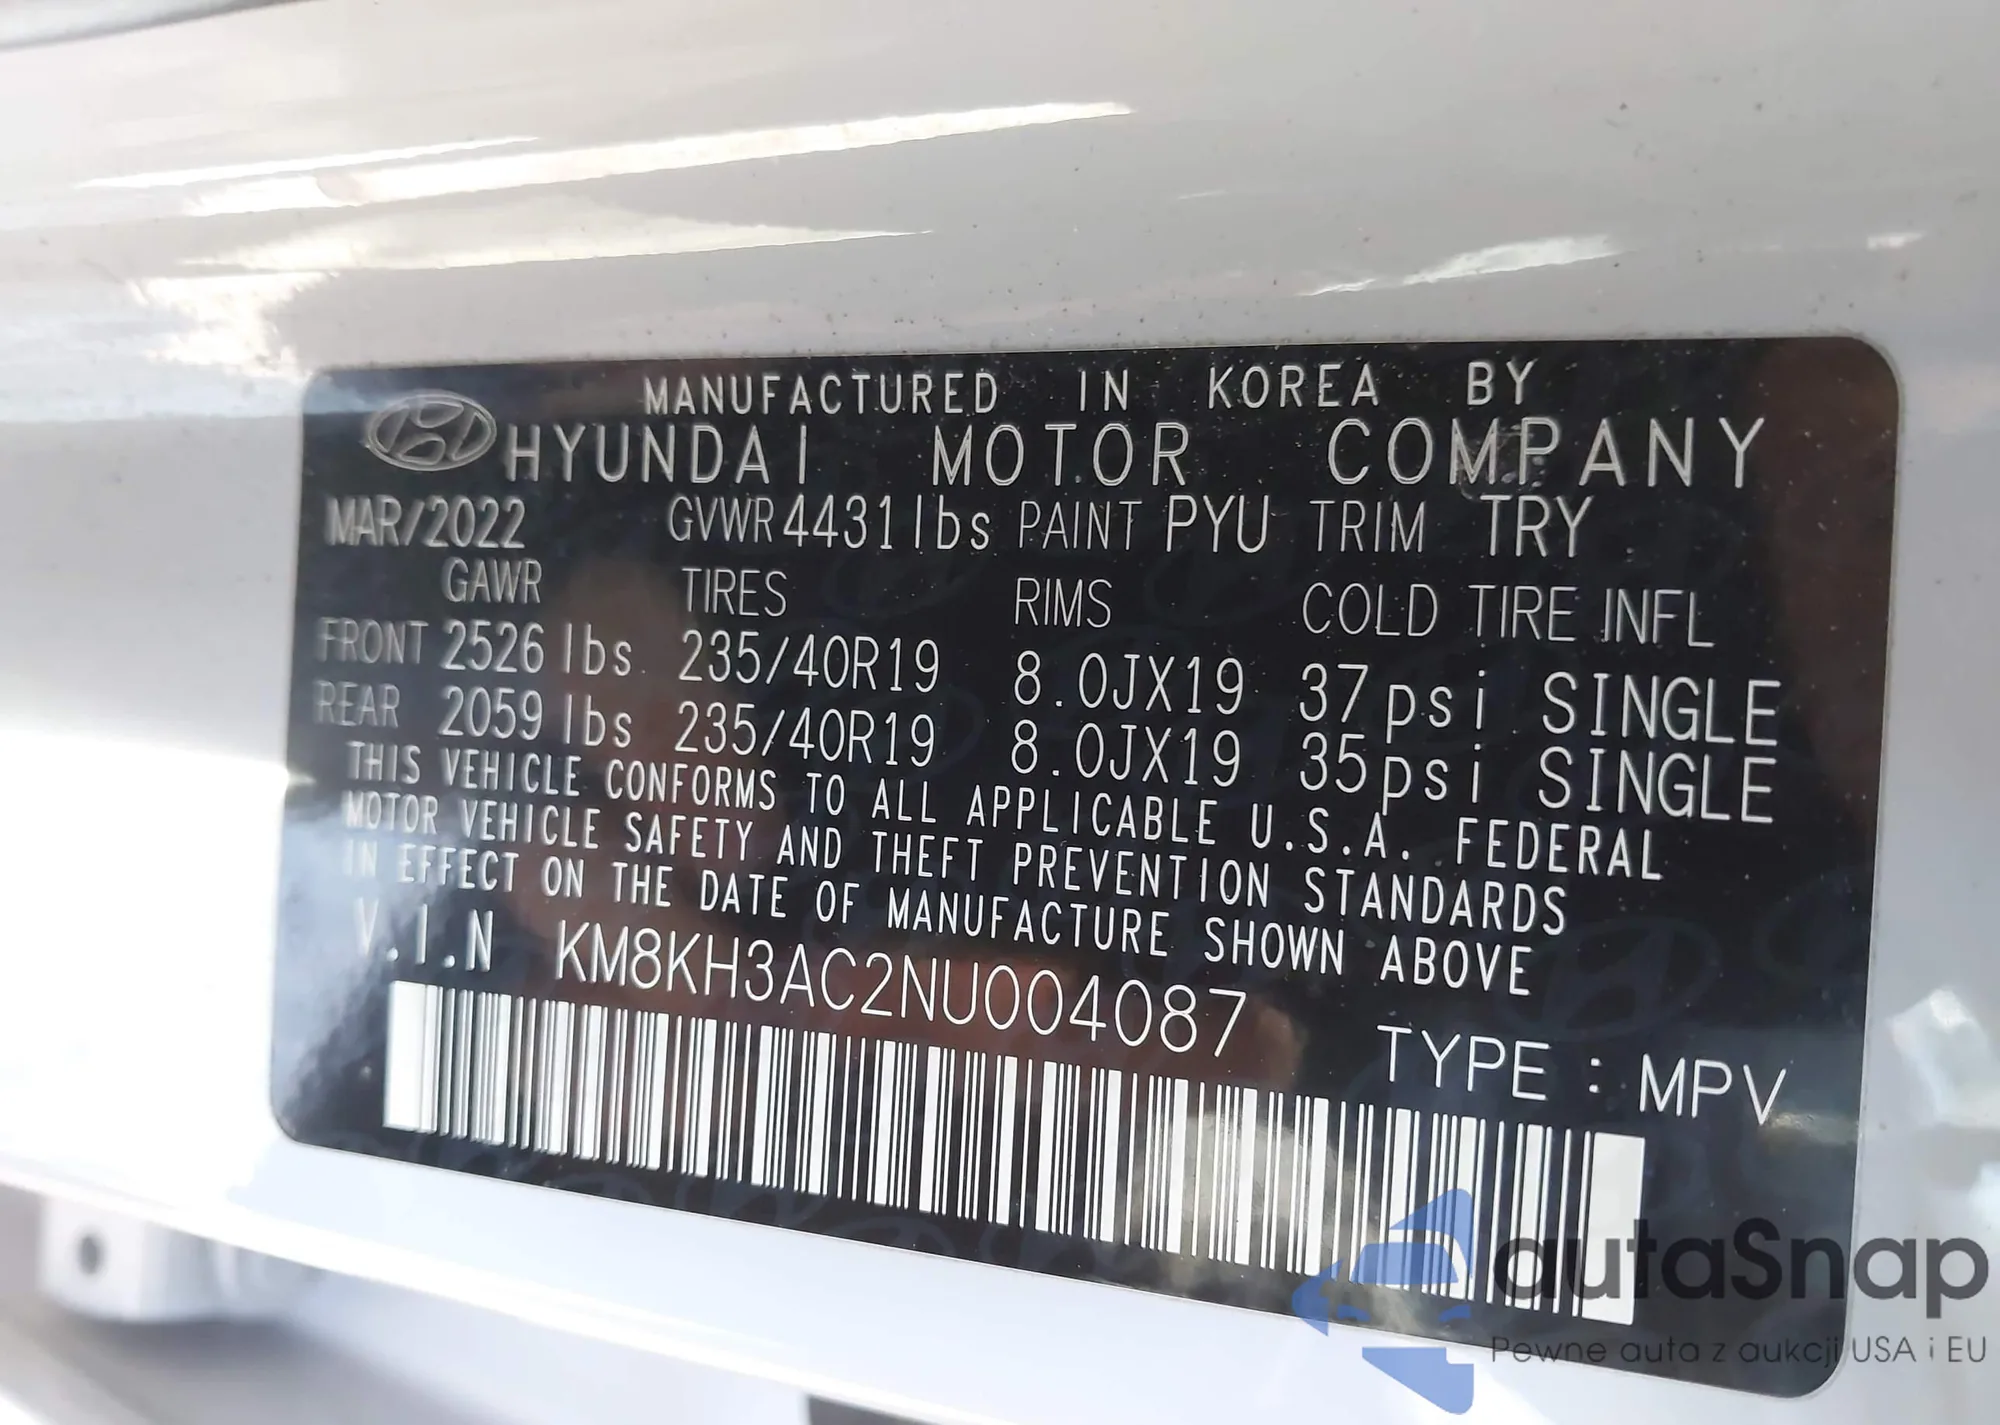 MANUFACTURED IN KOREA BY
HYUNDAI MOTOR COMPANY
MAR/2022 GVWR 4431 lbs PAINT PYU TRIM TRY
GAWR TIRES RIMS COLD TIRE INFL
FRONT 2526 lbs 235/40R19 8.0JX19 37psi SINGLE
REAR 2059 lbs 235/40R19 8.0JX19 35psi SINGLE
THIS VEHICLE CONFORMS TO ALL APPLICABLE U.S.A. FEDERAL
MOTOR VEHICLE SAFETY AND THEFT PREVENTION STANDARDS
IN EFFECT ON THE DATE OF MANUFACTURE SHOWN ABOVE
V.I.N KM8KH3AC2NU004087
TYPE : MPV
autaSnap
Pewne auta z aukcji USA i EU